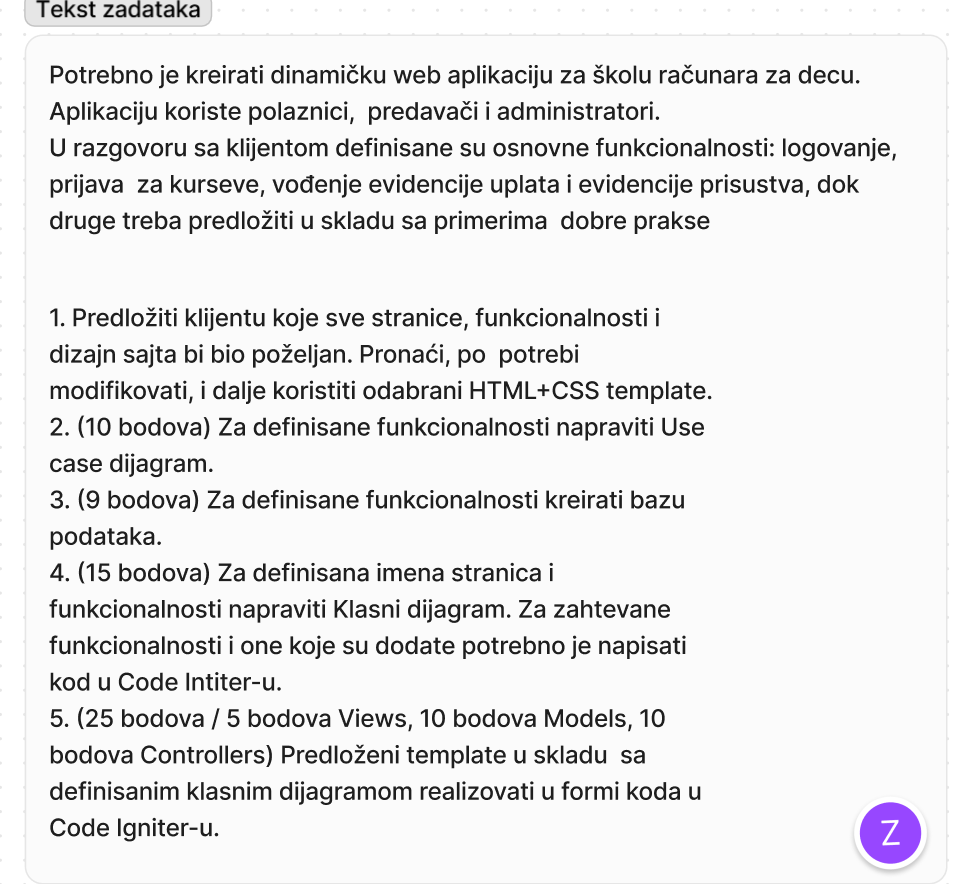 Tekst zadataka
Potrebno je kreirati dinamičku web aplikaciju za školu računara za decu.
Aplikaciju koriste polaznici,  predavači i administratori.
U razgovoru sa klijentom definisane su osnovne funkcionalnosti: logovanje,
prijava  za kurseve, vođenje evidencije uplata i evidencije prisustva, dok
druge treba predložiti u skladu sa primerima  dobre prakse
1. Predložiti klijentu koje sve stranice, funkcionalnosti i
dizajn sajta bi bio poželjan. Pronaći, po  potrebi
modifikovati, i dalje koristiti odabrani HTML+CSS template.
2. (10 bodova) Za definisane funkcionalnosti napraviti Use
case dijagram.
3. (9 bodova) Za definisane funkcionalnosti kreirati bazu
podataka.
4. (15 bodova) Za definisana imena stranica i
funkcionalnosti napraviti Klasni dijagram. Za zahtevane
funkcionalnosti i one koje su dodate potrebno je napisati
kod u Code Intiter-u.
5. (25 bodova / 5 bodova Views, 10 bodova Models, 10
bodova Controllers) Predloženi template u skladu  sa
definisanim klasnim dijagramom realizovati u formi koda u
Code Igniter-u.
Z